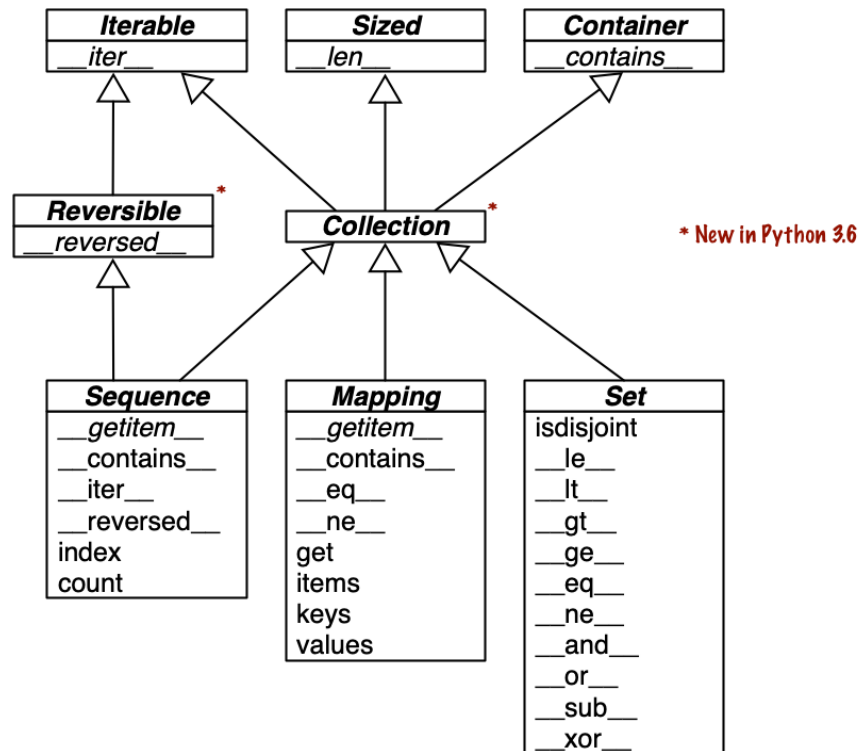 Iterable
__iter__
Sized
__len__
Container
__contains__
Reversible
__reversed__
*
Collection
*
* New in Python 3.6
Sequence
__getitem__
__contains__
__iter__
__reversed__
index
count
Mapping
__getitem__
__contains__
__eq__
__ne__
get
items
keys
values
Set
isdisjoint
__le__
__lt__
__gt__
__ge__
__eq__
__ne__
__and__
__or__
__sub__
__xor__